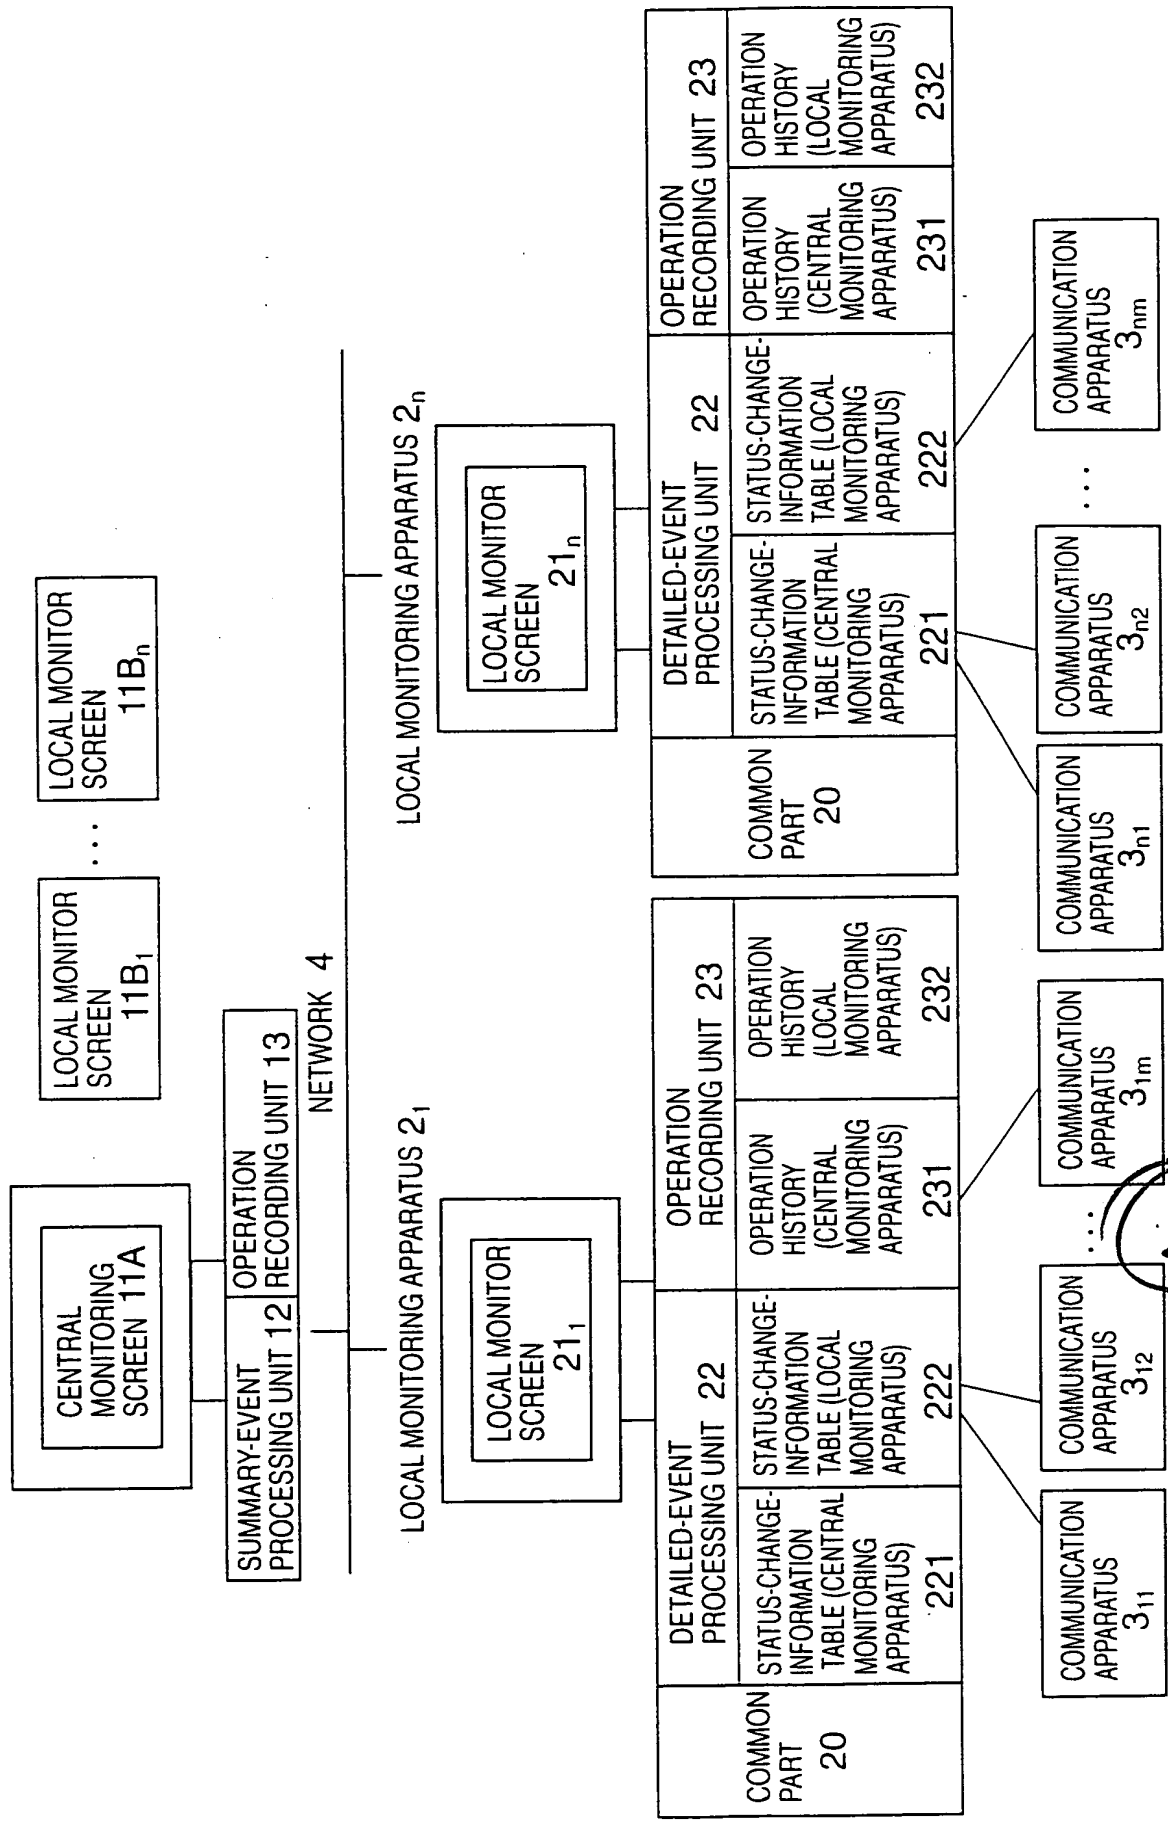 CENTRAL
MONITORING
SCREEN 11A
LOCAL MONITOR
SCREEN
11B1
...
LOCAL MONITOR
SCREEN
11Bn
SUMMARY-EVENT
PROCESSING UNIT 12
OPERATION
RECORDING UNIT 13
NETWORK 4
LOCAL MONITORING APPARATUS 21
LOCAL MONITOR
SCREEN
211
COMMON
PART
20
DETAILED-EVENT
PROCESSING UNIT 22
STATUS-CHANGE-
INFORMATION
TABLE (CENTRAL
MONITORING
APPARATUS)
221
STATUS-CHANGE-
INFORMATION
TABLE (LOCAL
MONITORING
APPARATUS)
222
OPERATION
RECORDING UNIT 23
OPERATION
HISTORY
(CENTRAL
MONITORING
APPARATUS)
231
OPERATION
HISTORY
(LOCAL
MONITORING
APPARATUS)
232
COMMUNICATION
APPARATUS
311
COMMUNICATION
APPARATUS
312
...
COMMUNICATION
APPARATUS
31m
LOCAL MONITORING APPARATUS 2n
LOCAL MONITOR
SCREEN
21n
COMMON
PART
20
DETAILED-EVENT
PROCESSING UNIT 22
STATUS-CHANGE-
INFORMATION
TABLE (CENTRAL
MONITORING
APPARATUS)
221
STATUS-CHANGE-
INFORMATION
TABLE (LOCAL
MONITORING
APPARATUS)
222
OPERATION
RECORDING UNIT 23
OPERATION
HISTORY
(CENTRAL
MONITORING
APPARATUS)
231
OPERATION
HISTORY
(LOCAL
MONITORING
APPARATUS)
232
COMMUNICATION
APPARATUS
3n1
COMMUNICATION
APPARATUS
3n2
...
COMMUNICATION
APPARATUS
3nm